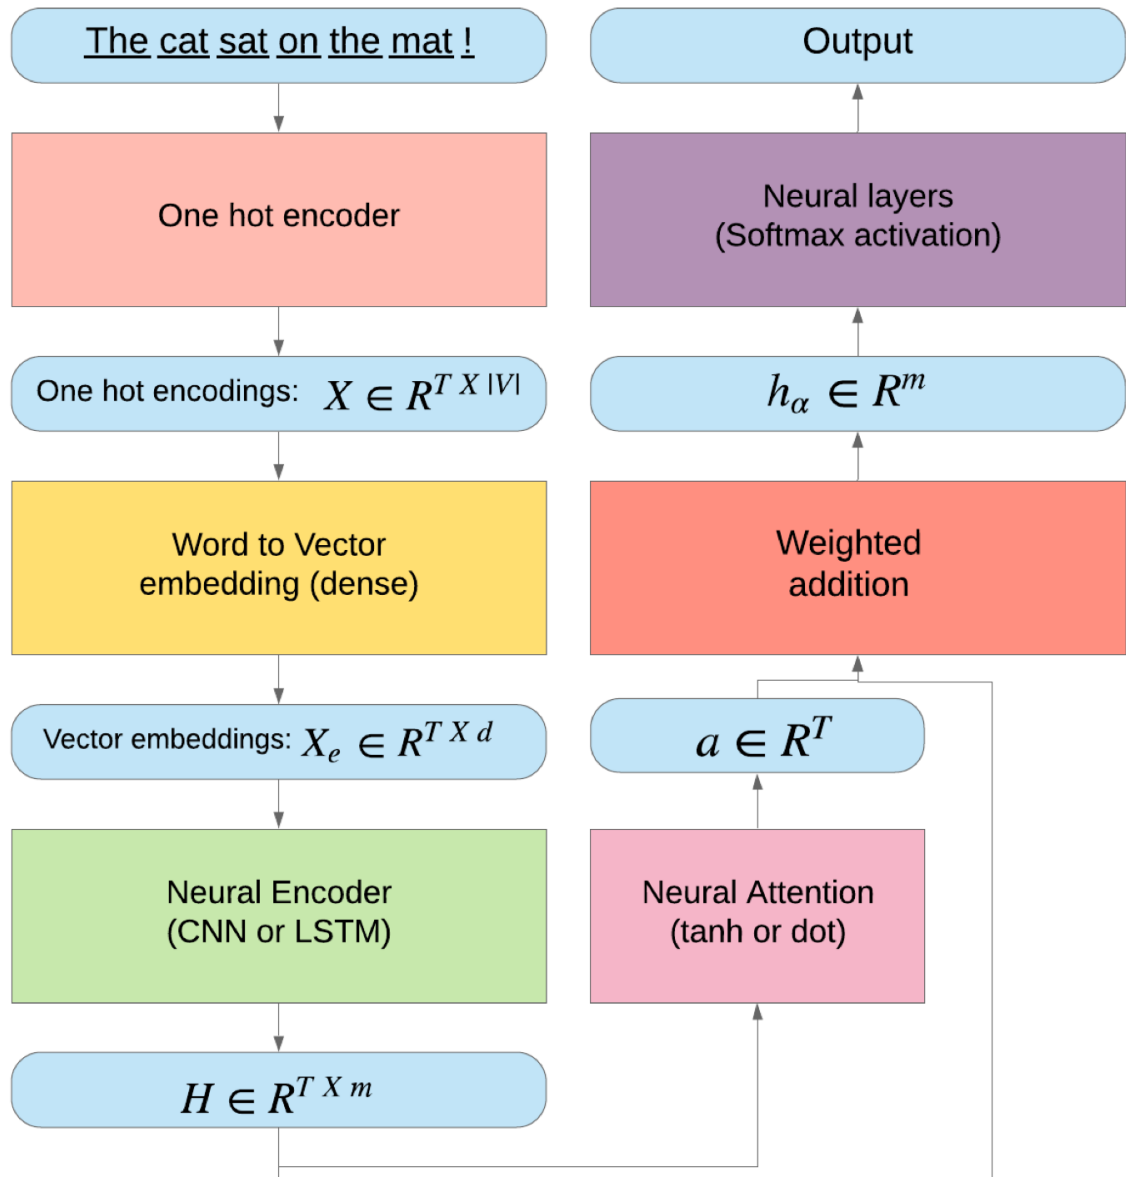 The cat sat on the mat !
One hot encoder
One hot encodings: X ∈ R^{T X |V|}
Word to Vector
embedding (dense)
Vector embeddings: X_e ∈ R^{T X d}
Neural Encoder
(CNN or LSTM)
H ∈ R^{T X m}
Output
Neural layers
(Softmax activation)
h_α ∈ R^m
Weighted
addition
a ∈ R^T
Neural Attention
(tanh or dot)